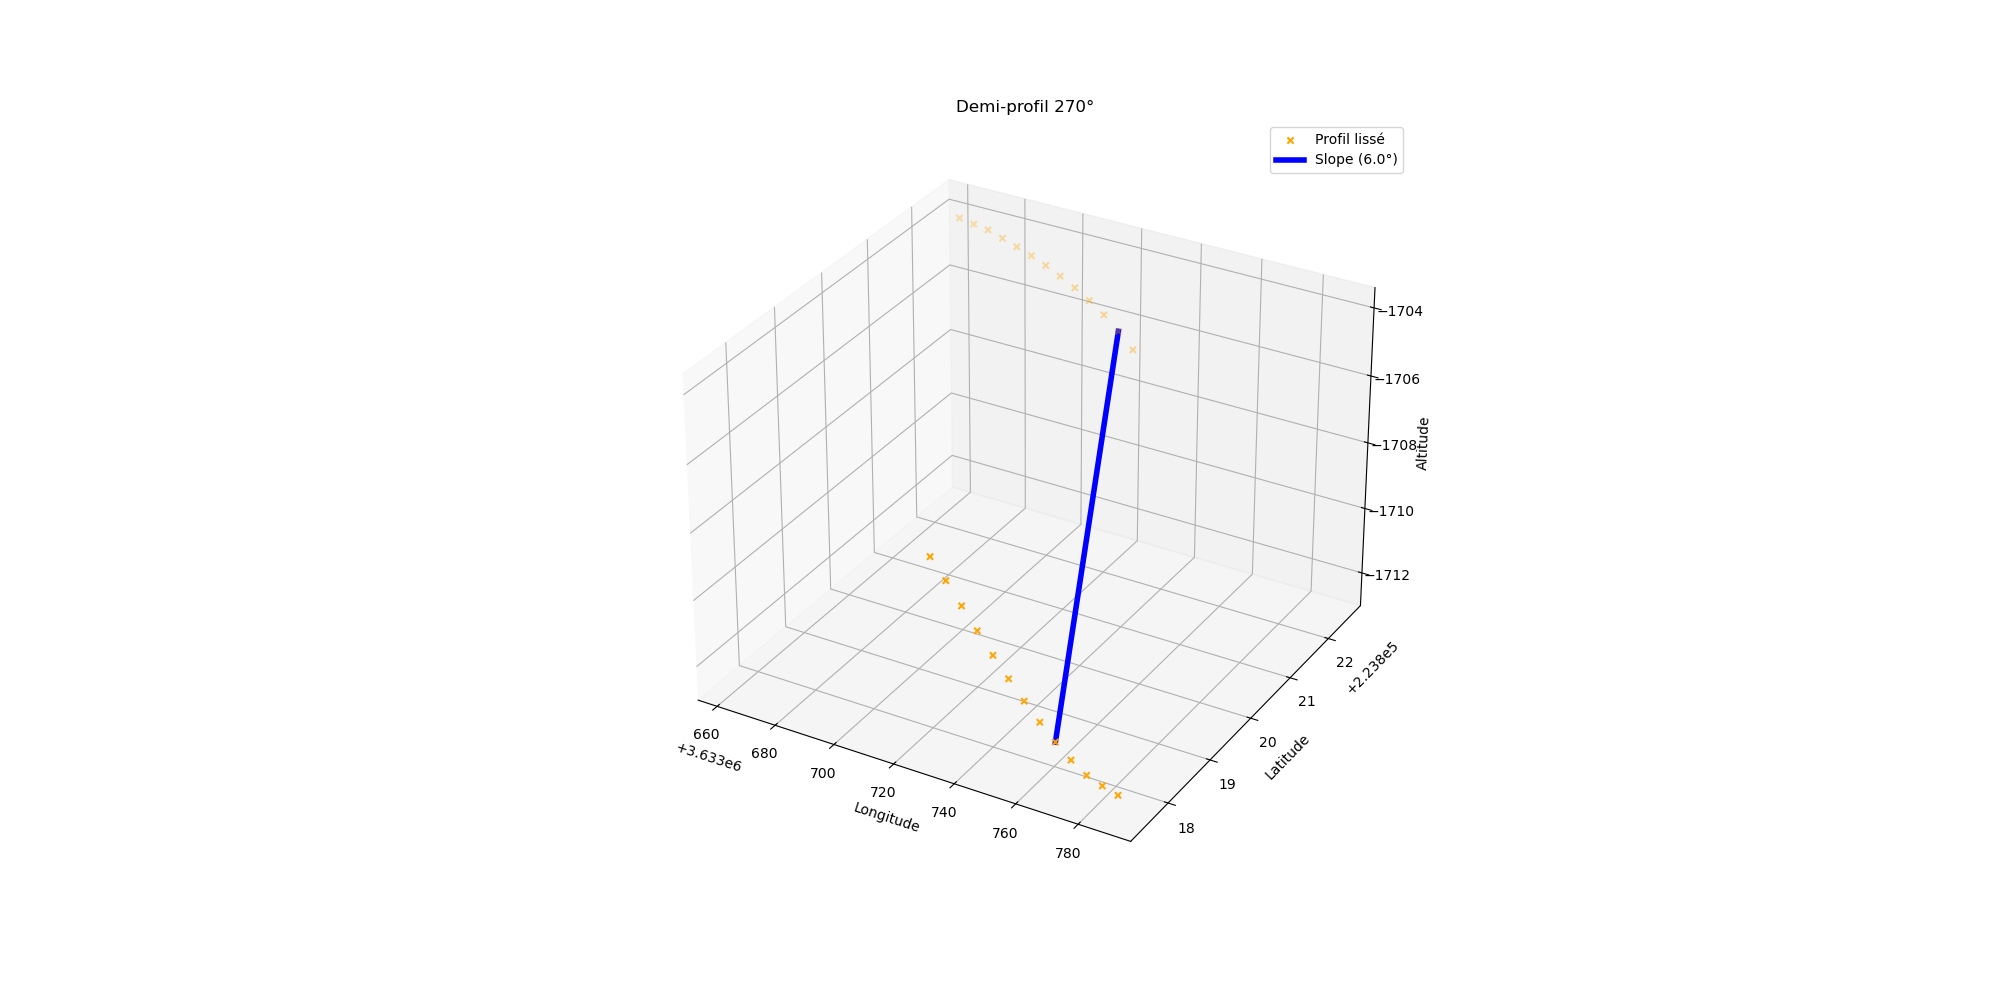 Demi-profil 270°
Profil lissé
Slope (6.0°)
−1704
−1706
−1708
−1710
−1712
Altitude
22
21
20
19
18
+2.238e5
Latitude
660
680
700
720
740
760
780
+3.633e6
Longitude